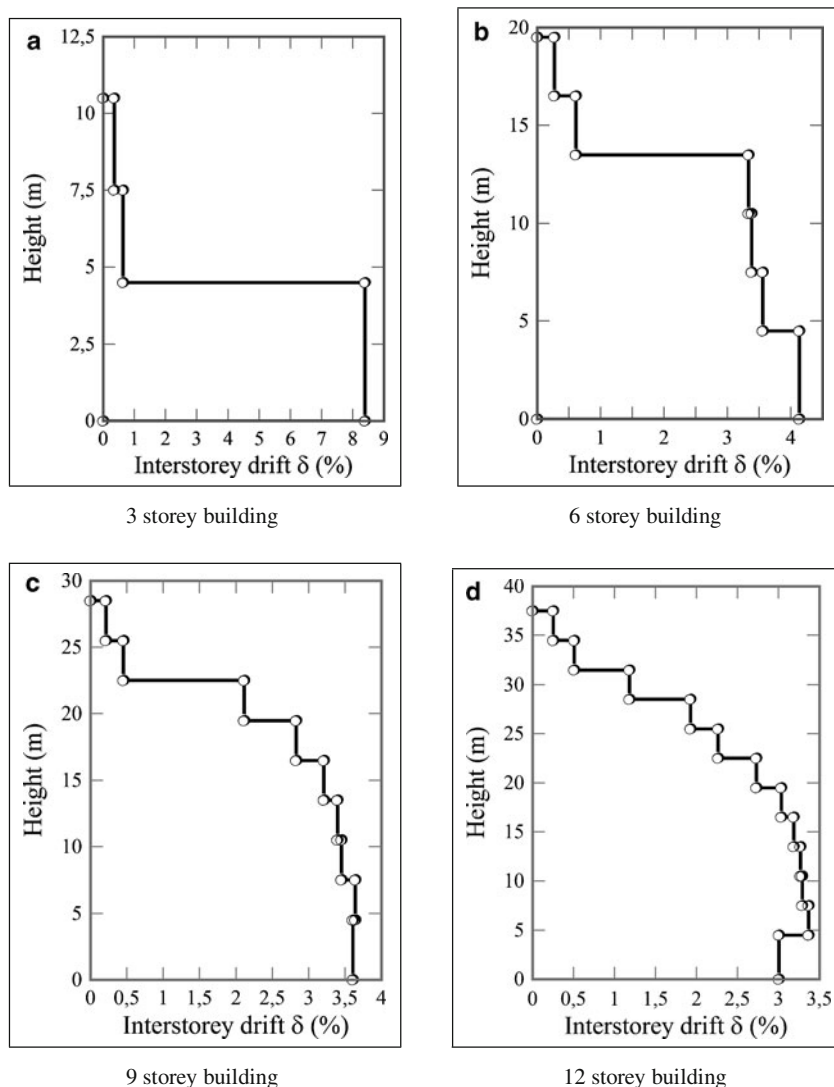 a
12,5
10
7,5
5
2,5
0
Height (m)
0 1 2 3 4 5 6 7 8 9
Interstorey drift δ (%)
3 storey building
b
20
15
10
5
0
Height (m)
0 1 2 3 4
Interstorey drift δ (%)
6 storey building
c
30
25
20
15
10
5
0
Height (m)
0 0,5 1 1,5 2 2,5 3 3,5 4
Interstorey drift δ (%)
9 storey building
d
40
35
30
25
20
15
10
5
0
Height (m)
0 0,5 1 1,5 2 2,5 3 3,5
Interstorey drift δ (%)
12 storey building